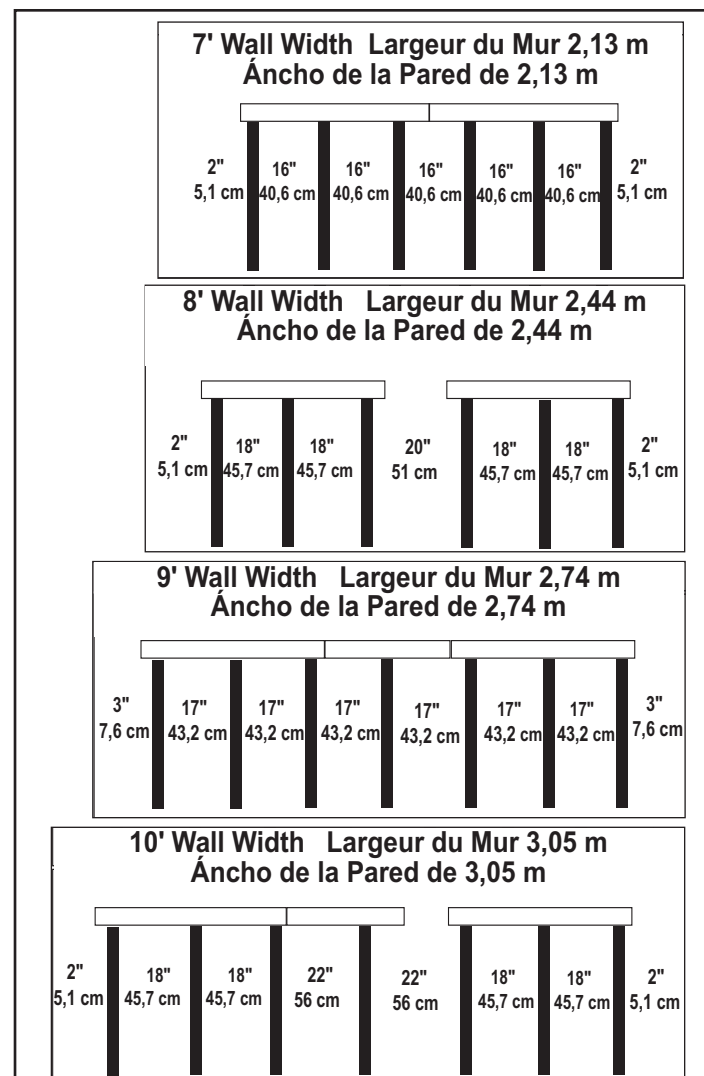 7' Wall Width Largeur du Mur 2,13 m
Áncho de la Pared de 2,13 m
2" 16" 16" 16" 16" 16" 2"
5,1 cm 40,6 cm 40,6 cm 40,6 cm 40,6 cm 40,6 cm 5,1 cm
8' Wall Width Largeur du Mur 2,44 m
Áncho de la Pared de 2,44 m
2" 18" 18" 20" 18" 18" 2"
5,1 cm 45,7 cm 45,7 cm 51 cm 45,7 cm 45,7 cm 5,1 cm
9' Wall Width Largeur du Mur 2,74 m
Áncho de la Pared de 2,74 m
3" 17" 17" 17" 17" 17" 17" 3"
7,6 cm 43,2 cm 43,2 cm 43,2 cm 43,2 cm 43,2 cm 43,2 cm 7,6 cm
10' Wall Width Largeur du Mur 3,05 m
Áncho de la Pared de 3,05 m
2" 18" 18" 22" 22" 18" 18" 2"
5,1 cm 45,7 cm 45,7 cm 56 cm 56 cm 45,7 cm 45,7 cm 5,1 cm